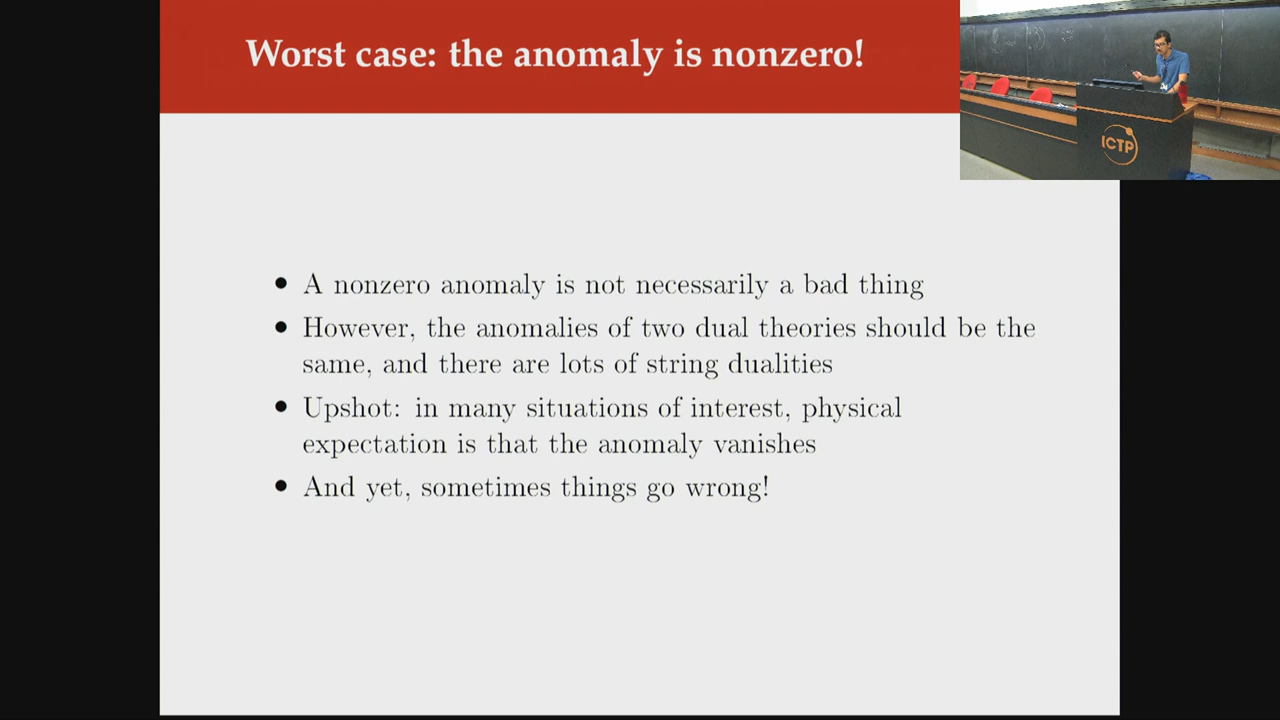 Worst case: the anomaly is nonzero!
ICTP
• A nonzero anomaly is not necessarily a bad thing
• However, the anomalies of two dual theories should be the
same, and there are lots of string dualities
• Upshot: in many situations of interest, physical
expectation is that the anomaly vanishes
• And yet, sometimes things go wrong!